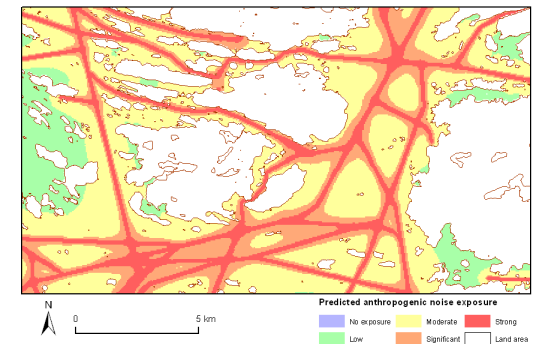 N
0 5 km
Predicted anthropogenic noise exposure
No exposure Moderate Strong
Low Significant Land area